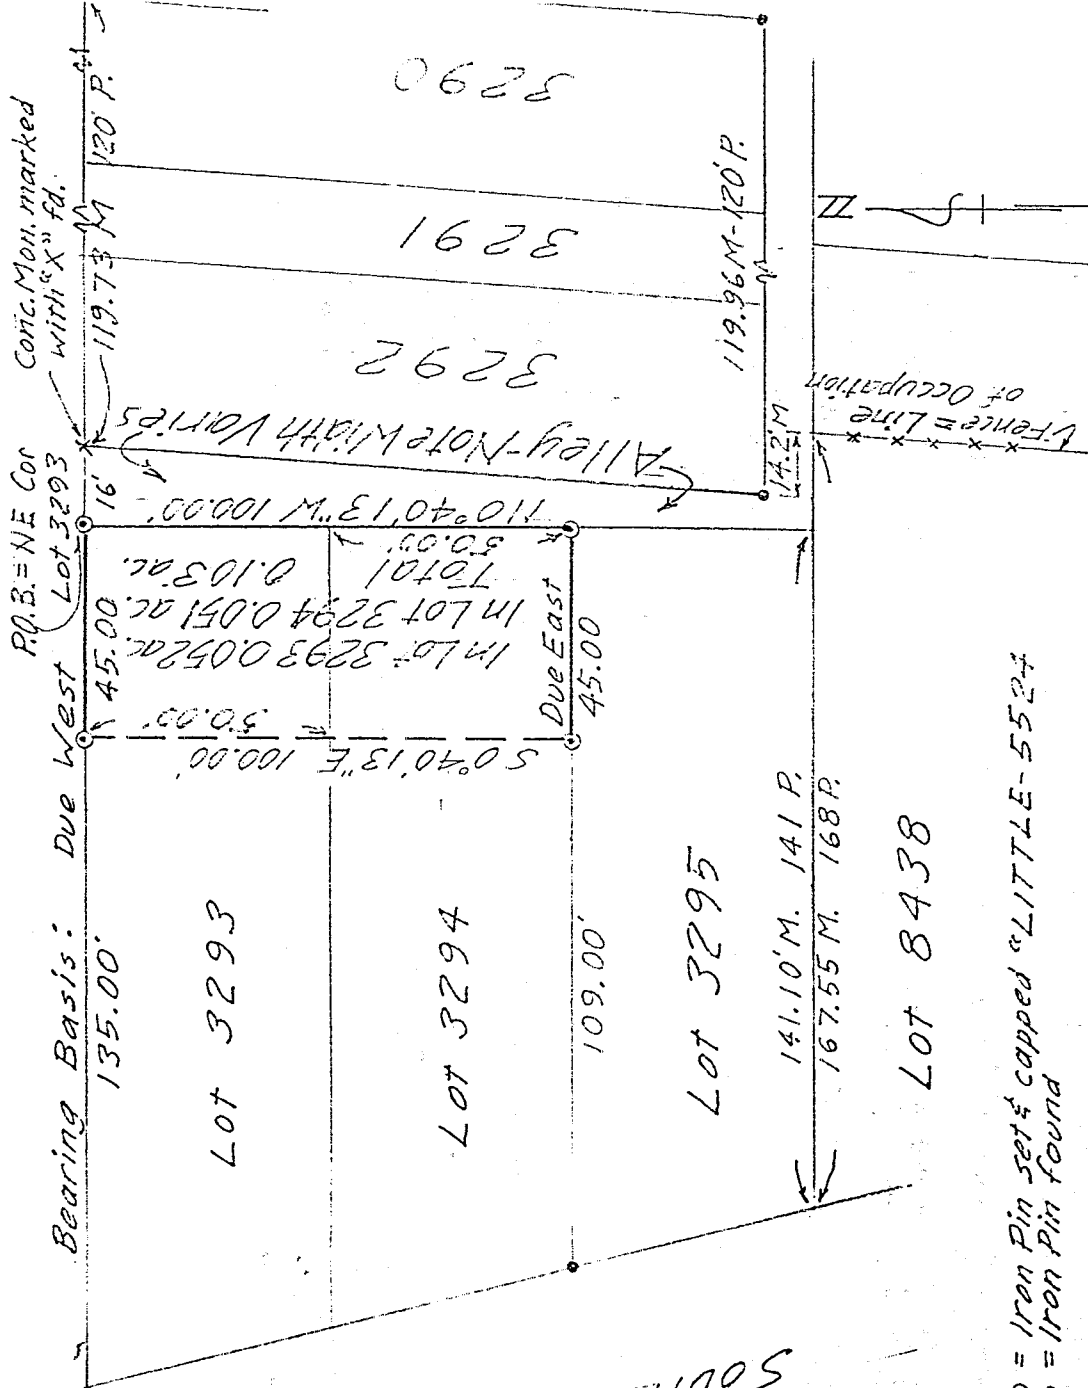 P.O.B. = NE Cor
Lot 3293
Conc. Mon. marked
with "X" fd.
Bearing Basis: Due West
135.00'
45.00
16'
119.73 M
120' P.
Lot 3293
Lot 3294
Lot 3295
Lot 8438
S 0°40'13" E 100.00'
50.00'
In Lot 3293 0.052 ac.
In Lot 3294 0.051 ac.
Total 0.103 ac.
50.00'
110°40'13" W 100.00'
Due East
45.00
109.00'
141.10' M. 141 P.
167.55 M. 168 P.
Alley-Note Width Varies
3292
3291
3290
119.96 M-120' P.
14.2' M
Fence = Line
of Occupation
= Iron Pin set & capped "LITTLE-5524
= Iron Pin found